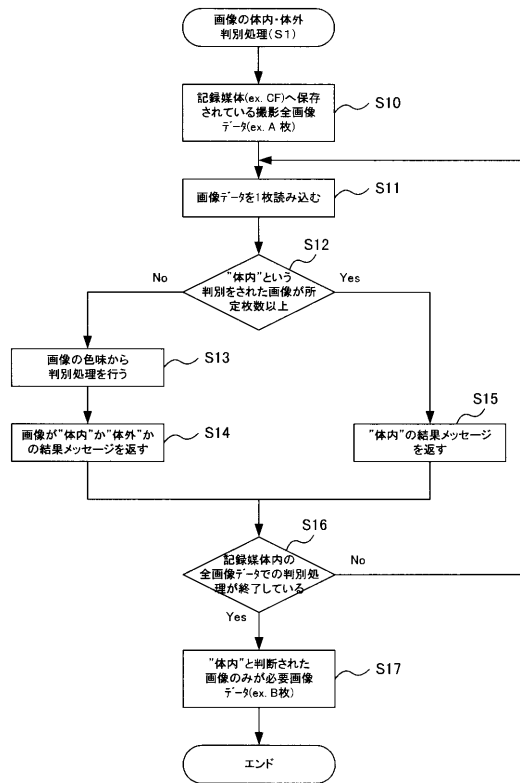 画像の体内・体外
判別処理(S1)
記録媒体(ex. CF)へ保存
されている撮影全画像
データ(ex. A 枚)
S10
画像データを1枚読み込む
S11
S12
"体内"という
判別をされた画像が所
定枚数以上
No
Yes
画像の色味から
判別処理を行う
S13
画像が"体内"か"体外"か
の結果メッセージを返す
S14
"体内"の結果メッセージ
を返す
S15
S16
記録媒体内の
全画像データでの判別処
理が終了している
No
Yes
"体内"と判断された
画像のみが必要画像
データ(ex. B枚)
S17
エンド